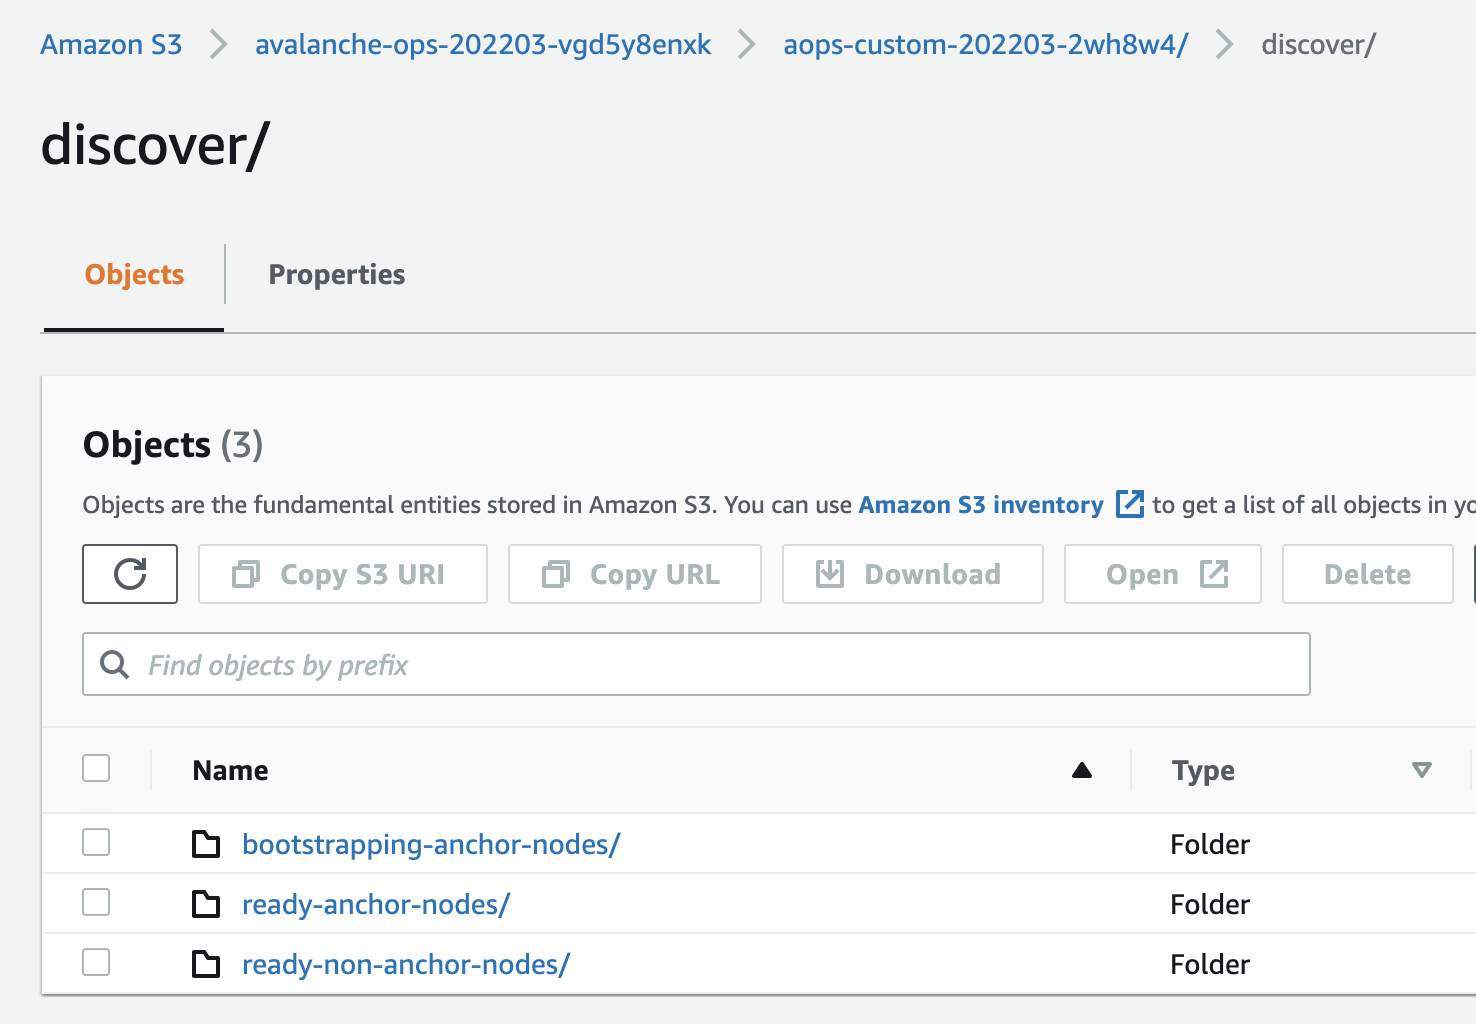 Amazon S3 avalanche-ops-202203-vgd5y8enxk aops-custom-202203-2wh8w4/ discover/
discover/
Objects Properties
Objects (3)
Objects are the fundamental entities stored in Amazon S3. You can use Amazon S3 inventory to get a list of all objects in yo
Copy S3 URI Copy URL Download Open Delete
Find objects by prefix
Name Type
bootstrapping-anchor-nodes/ Folder
ready-anchor-nodes/ Folder
ready-non-anchor-nodes/ Folder